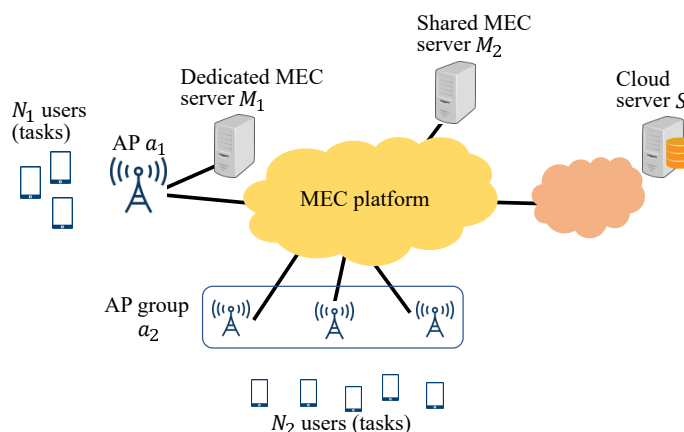 Shared MEC
server M₂
Dedicated MEC
server M₁
Cloud
server S
N₁ users
(tasks)
AP a₁
MEC platform
AP group
a₂
N₂ users (tasks)